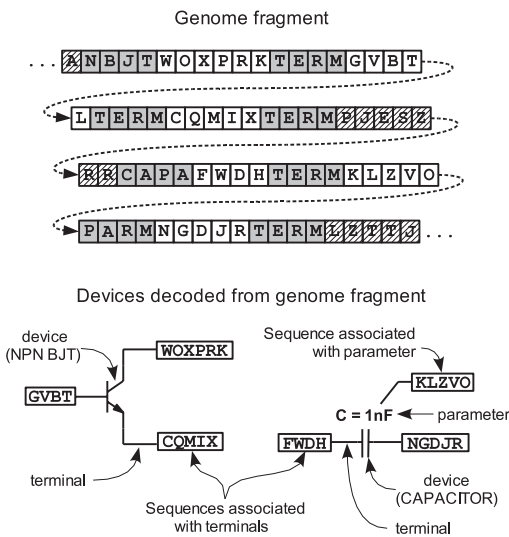 Genome fragment
. . . ANBJTWOXPRKTERMGVBT
LTERMCQMIXTERMPJESZ
RRCAPAFWDHTERMKLZVO
PARMNGDJRTERMLZTTJ . . .
Devices decoded from genome fragment
device
(NPN BJT)
WOXPRK
GVBT
CQMIX
terminal
Sequences associated
with terminals
Sequence associated
with parameter
KLZVO
C = 1nF
parameter
FWDH
NGDJR
device
(CAPACITOR)
terminal